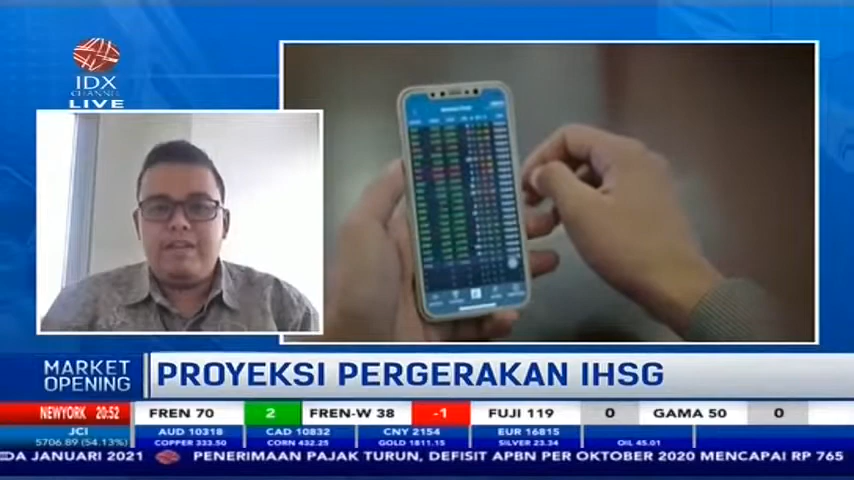 IDX
CHANNEL
LIVE
MARKET
OPENING
PROYEKSI PERGERAKAN IHSG
NEWYORK 20:52
FREN 70 2 FREN-W 38 -1 FUJI 119 0 GAMA 50 0
JCI
5706.89 (54.13%)
AUD 10318 CAD 10832 CNY 2154 EUR 16815
COPPER 333.50 CORN 432.25 GOLD 1811.15 SILVER 23.34 OIL 45.01
DA JANUARI 2021 PENERIMAAN PAJAK TURUN, DEFISIT APBN PER OKTOBER 2020 MENCAPAI RP 765